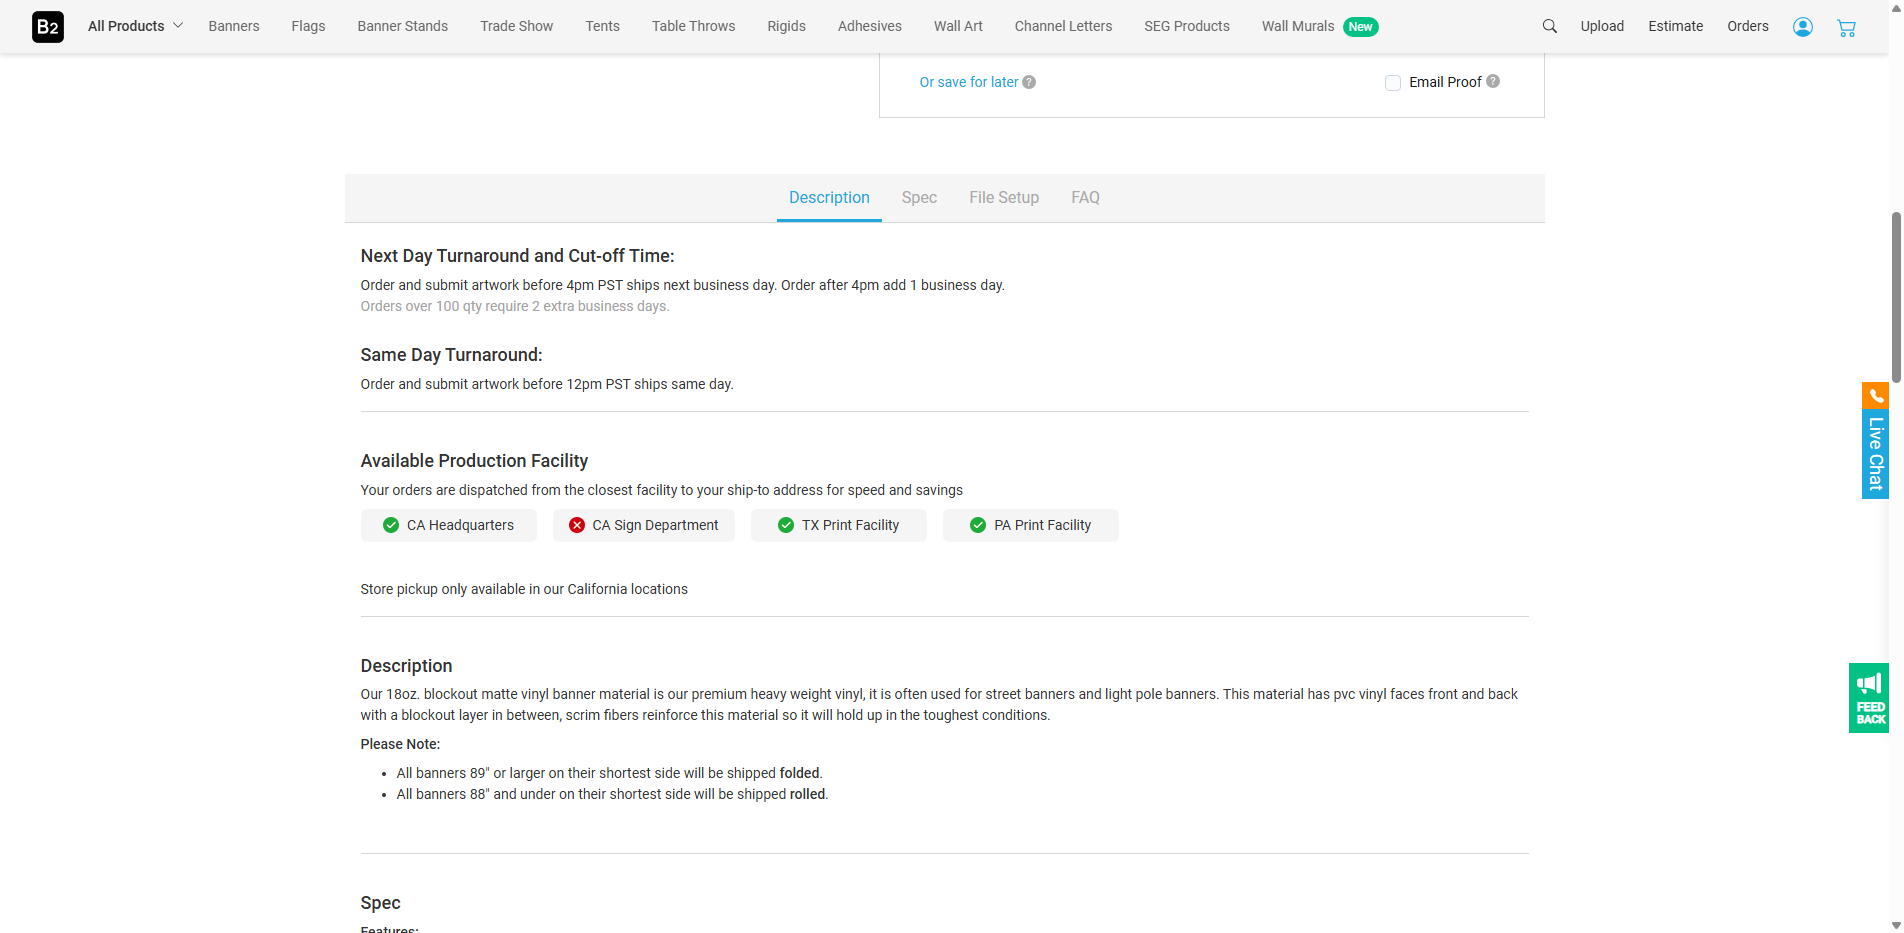 B2 All Products Banners Flags Banner Stands Trade Show Tents Table Throws Rigids Adhesives Wall Art Channel Letters SEG Products Wall Murals New Upload Estimate Orders
Or save for later ? Email Proof ?
Description Spec File Setup FAQ
Next Day Turnaround and Cut-off Time:
Order and submit artwork before 4pm PST ships next business day. Order after 4pm add 1 business day.
Orders over 100 qty require 2 extra business days.
Same Day Turnaround:
Order and submit artwork before 12pm PST ships same day.
Live Chat
Available Production Facility
Your orders are dispatched from the closest facility to your ship-to address for speed and savings
CA Headquarters CA Sign Department TX Print Facility PA Print Facility
Store pickup only available in our California locations
Description
Our 18oz. blockout matte vinyl banner material is our premium heavy weight vinyl, it is often used for street banners and light pole banners. This material has pvc vinyl faces front and back
with a blockout layer in between, scrim fibers reinforce this material so it will hold up in the toughest conditions.
FEED
BACK
Please Note:
• All banners 89" or larger on their shortest side will be shipped folded.
• All banners 88" and under on their shortest side will be shipped rolled.
Spec
Features: